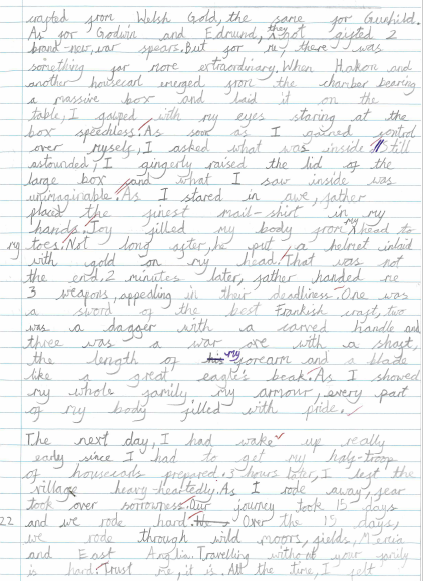 crafted from Welsh Gold, the same for Gunhild.
As for Godwin and Edmund, they got gifted 2
brand-new, war spears. But for me there was
something far more extraordinary. When Hakon and
another housecarl emerged from the chamber bearing
a massive box and laid it on the
table, I gauped with my eyes staring at the
box speechless. As soon as I gained control
over myself, I asked what was inside. Still
astounded, I gingerly raised the lid of the
large box and what I saw inside was
unimaginable. As I stared in awe, father
placed the finest mail-shirt in my
hands. Joy filled my body from my head to
my toes. Not long after, he put a helmet inlaid
with gold on my head. That was not
the end. 2 minutes later, father handed me
3 weapons, appealing in their deadliness. One was
a sword of the best Frankish craft, two
was a dagger with a carved handle and
three was a war axe with a shaft,
the length of my forearm and a blade
like a great eagle's beak. As I showed
my whole family my armour, every part
of my body filled with pride.
The next day, I had wake up really
early since I had to get my half-troop
of housecarls prepared. 3 hours later, I left the
village heavy-heartedly. As I rode away, fear
took over sorrowness. Our journey took 15 days
22 and we rode hard. Over the 15 days,
we rode through wild moors, fields, Mercia
and East Anglia. Travelling without your family
is hard. Trust me, it is. All the time, I felt